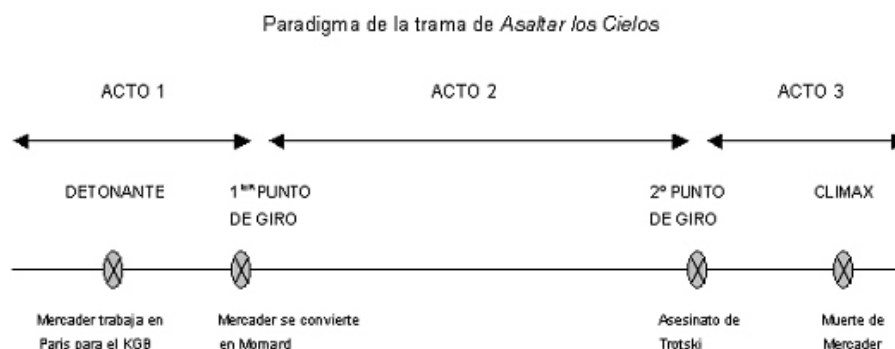 Paradigma de la trama de Asaltar los Cielos
ACTO 1
ACTO 2
ACTO 3
DETONANTE
1er PUNTO
DE GIRO
2º PUNTO
DE GIRO
CLIMAX
Mercader trabaja en
Paris para el KGB
Mercader se convierte
en Momard
Asesinato de
Trotski
Muerte de
Mercader